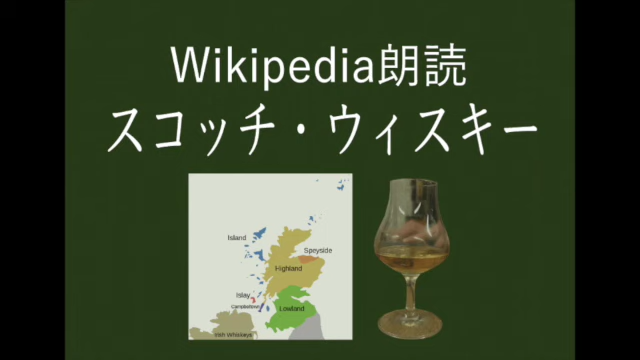 Wikipedia朗読
スコッチ・ウィスキー
Island
Speyside
Highland
Islay
Campbeltown
Lowland
Irish Whiskeys